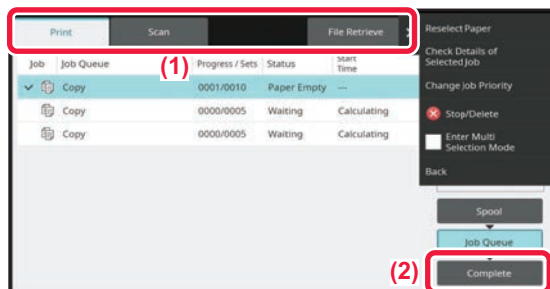 Print Scan File Retrieve
Reselect Paper
Check Details of
Selected Job
Change Job Priority
Stop/Delete
Enter Multi
Selection Mode
Back
(1)
Job Job Queue Progress / Sets Status Start
Time
Copy 0001/0010 Paper Empty ---
Copy 0000/0005 Waiting Calculating
Copy 0000/0005 Waiting Calculating
Spool
Job Queue
(2)
Complete